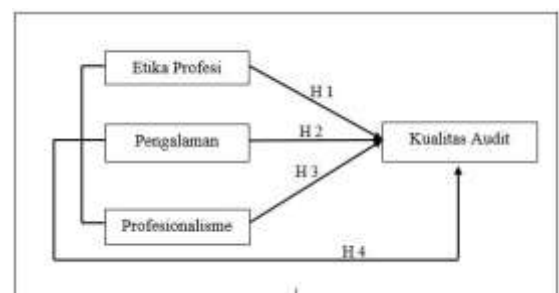 Etika Profesi
H 1
Pengalaman
H 2
Kualitas Audit
H 3
Profesionalisme
H 4